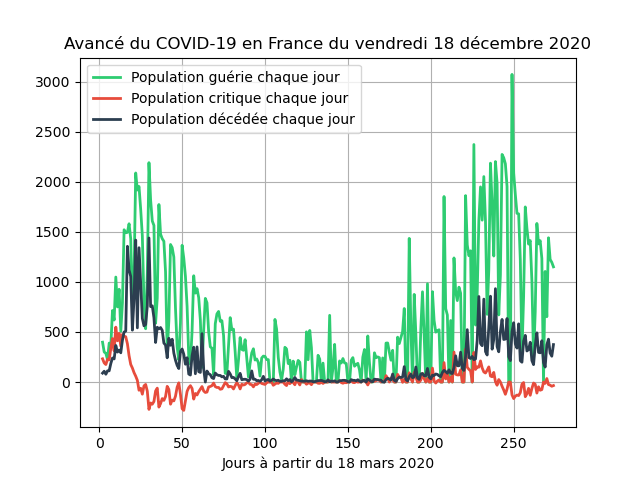 Avancé du COVID-19 en France du vendredi 18 décembre 2020
Population guérie chaque jour
Population critique chaque jour
Population décédée chaque jour
3000
2500
2000
1500
1000
500
0
0 50 100 150 200 250
Jours à partir du 18 mars 2020